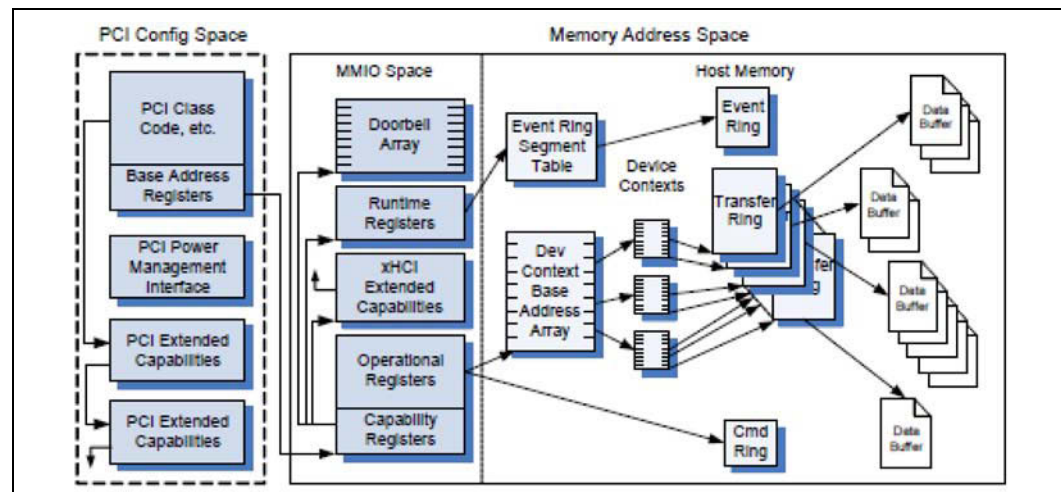 PCI Config Space
Memory Address Space
MMIO Space
Host Memory
PCI Class
Code, etc.
Base Address
Registers
PCI Power
Management
Interface
PCI Extended
Capabilities
PCI Extended
Capabilities
Doorbell
Array
Runtime
Registers
xHCI
Extended
Capabilities
Operational
Registers
Capability
Registers
Event Ring
Segment
Table
Event
Ring
Device
Contexts
Dev
Context
Base
Address
Array
Transfer
Ring
Cmd
Ring
Data
Buffer
Data
Buffer
Data
Buffer
Data
Buffer